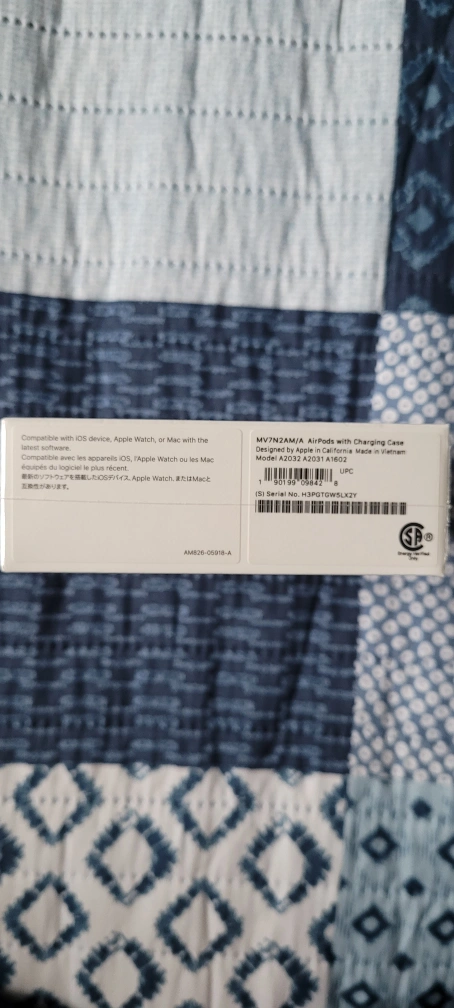 Compatible with iOS device, Apple Watch, or Mac with the
latest software.
Compatible avec les appareils iOS, l'Apple Watch ou les Mac
équipés du logiciel le plus récent.
最新のソフトウェアを搭載したiOSデバイス、Apple Watch、またはMacと
互換性があります。
AM826-05918-A
MV7N2AM/A AirPods with Charging Case
Designed by Apple in California Made in Vietnam
Model A2032 A2031 A1602
UPC
1 90199 09842 8
(S) Serial No. H3PGTGW5LX2Y
SA ®
Energy Verified
Only